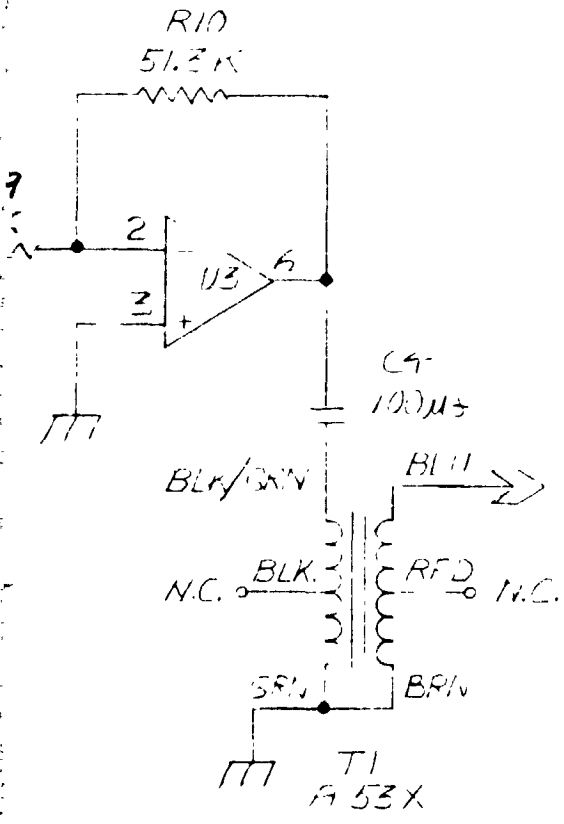 R10
51.3K
2
U3
6
3
C4
100µf
BLK/GRN
BLU
N.C.
BLK.
RED
N.C.
GRN
BRN
T1
A53X